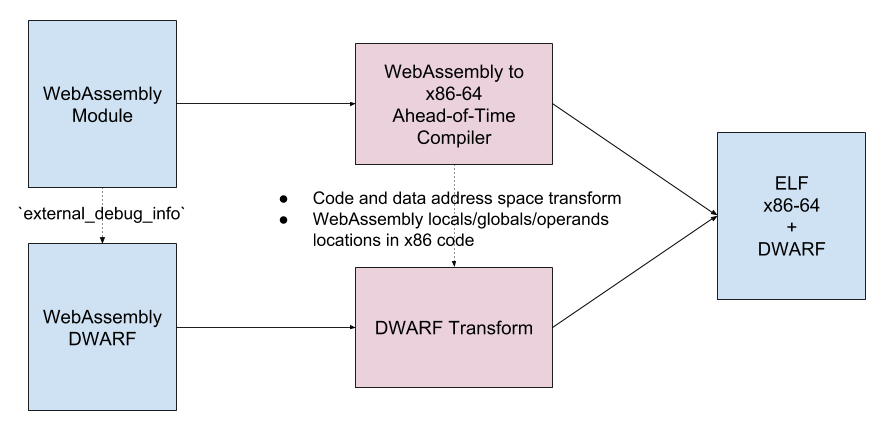 WebAssembly
Module
WebAssembly to
x86-64
Ahead-of-Time
Compiler
`external_debug_info`
● Code and data address space transform
● WebAssembly locals/globals/operands
locations in x86 code
ELF
x86-64
+
DWARF
WebAssembly
DWARF
DWARF Transform